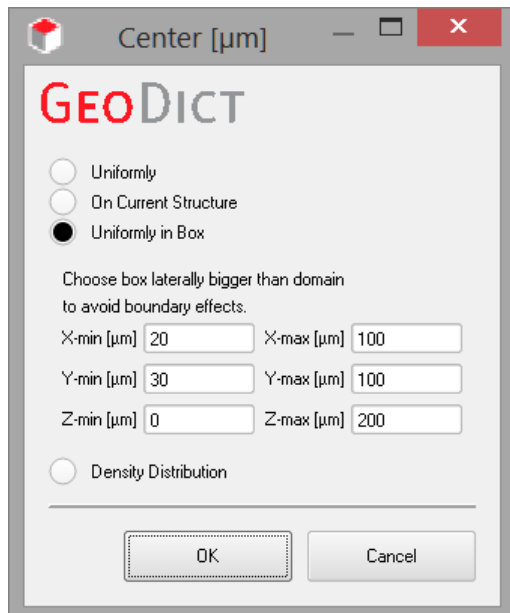 Center [µm]
GEODICT
Uniformly
On Current Structure
Uniformly in Box
Choose box laterally bigger than domain
to avoid boundary effects.
X-min [µm] 20 X-max [µm] 100
Y-min [µm] 30 Y-max [µm] 100
Z-min [µm] 0 Z-max [µm] 200
Density Distribution
OK Cancel